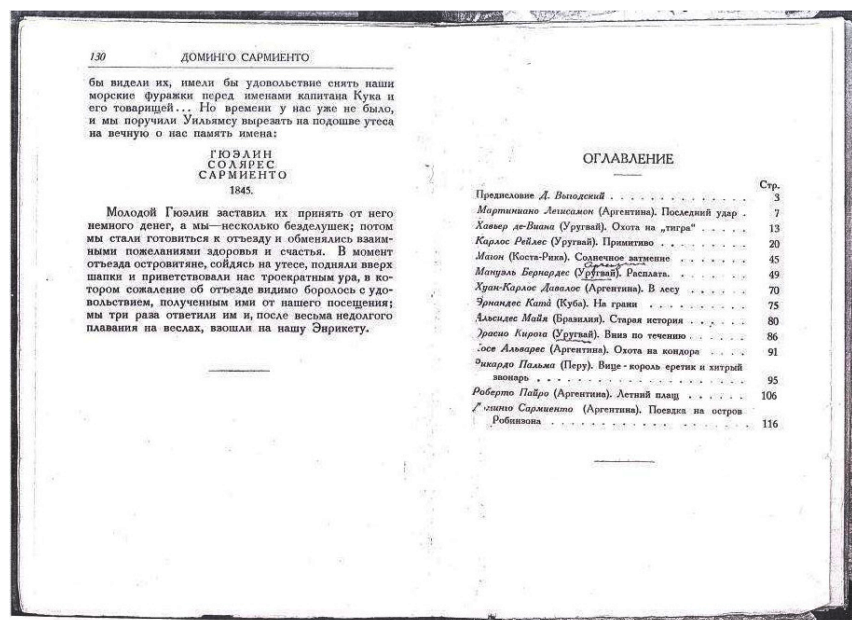 130 ДОМИНГО САРМИЕНТО
бы видели их, имели бы удовольствие снять наши
морские фуражки перед именами капитана Кука и
его товарищей... Но времени у нас уже не было,
и мы поручили Уильямсу вырезать на подошве утеса
на вечную о нас память имена:
ГЮЭЛИН
СОЛЯРЕС
САРМИЕНТО
1845.
Молодой Гюэлин заставил их принять от него
немного денег, а мы—несколько безделушек; потом
мы стали готовиться к отъезду и обменялись взаим-
ными пожеланиями здоровья и счастья. В момент
отъезда островитяне, сойдясь на утесе, подняли вверх
шапки и приветствовали нас троекратным ура, в ко-
тором сожаление об отъезде видимо боролось с удо-
вольствием, полученным ими от нашего посещения;
мы три раза ответили им и, после весьма недолгого
плавания на веслах, взошли на нашу Энрикету.
ОГЛАВЛЕНИЕ
Стр.
Предисловие Д. Выгодский . . . . . . . . . . . . 3
Мартиниано Легисамон (Аргентина). Последний удар . 7
Хавьер де-Виана (Уругвай). Охота на „тигра“ . . . . . 13
Карлос Рейлес (Уругвай). Примитиво . . . . . . . 20
Магон (Коста-Рика). Солнечное затмение . . . . . 45
Мануэль Бернардес (Уругвай). Расплата. . . . . . 49
Хуан-Карлос Давалос (Аргентина). В лесу . . . . . . 70
Эрнандес Ката́ (Куба). На грани . . . . . . . . 75
Альсидес Майя (Бразилия). Старая история . . . . . 80
Орасио Кирога (Уругвай). Вниз по течению . . . . . 86
Хосе Альварес (Аргентина). Охота на кондора . . . . 91
Рикардо Пальма (Перу). Вице-король еретик и хитрый
звонарь . . . . . . . . . . . . . . . . . . 95
Роберто Пайро (Аргентина). Летний плащ . . . . . . 106
Доминго Сармиенто (Аргентина). Поездка на остров
Робинзона . . . . . . . . . . . . . . . . . 116